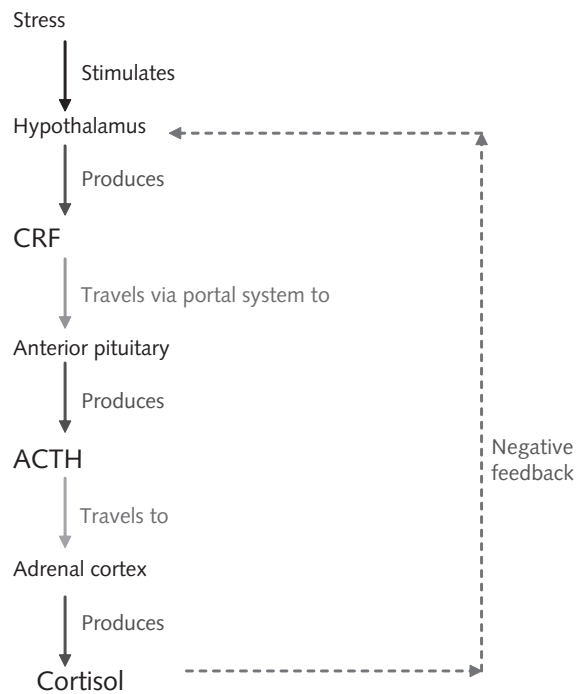 Stress
Stimulates
Hypothalamus
Produces
CRF
Travels via portal system to
Anterior pituitary
Produces
ACTH
Negative
feedback
Travels to
Adrenal cortex
Produces
Cortisol